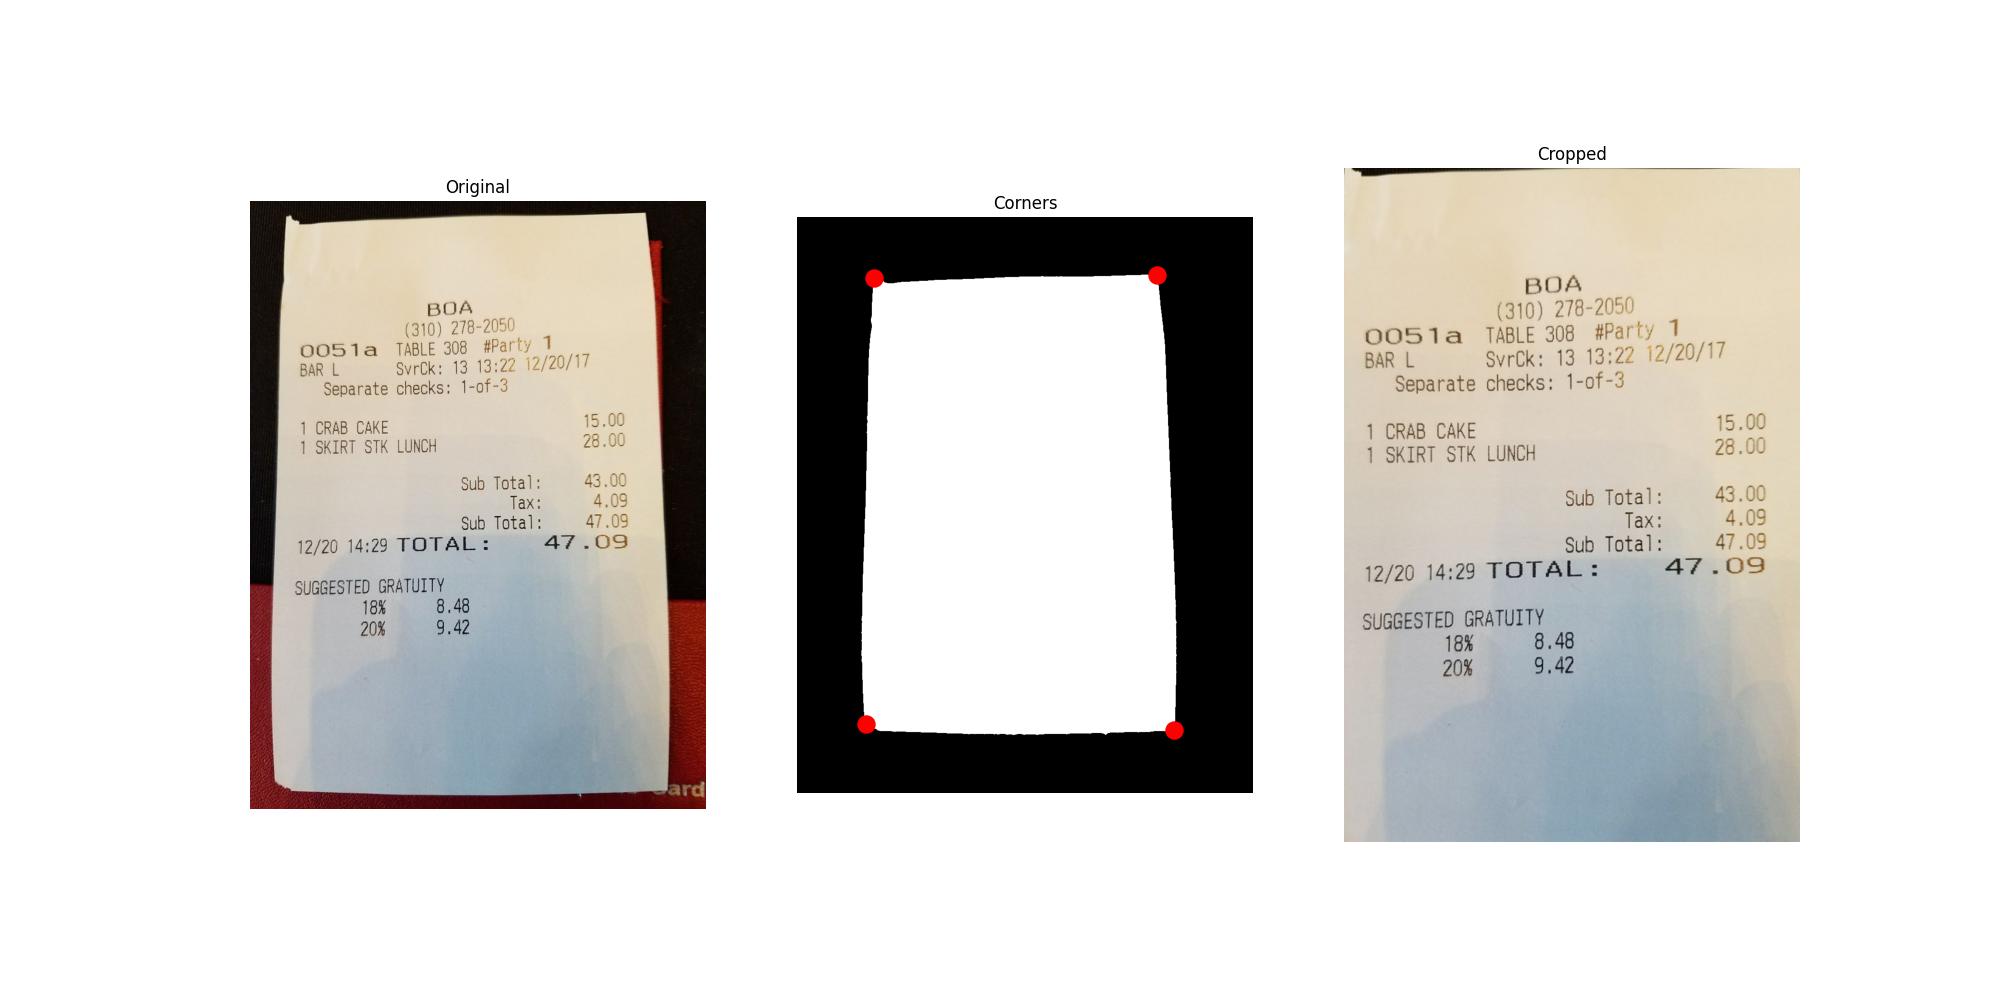 Original
BOA
(310) 278-2050
0051a TABLE 308 #Party 1
BAR L SvrCk: 13 13:22 12/20/17
Separate checks: 1-of-3
1 CRAB CAKE 15.00
1 SKIRT STK LUNCH 28.00
Sub Total: 43.00
Tax: 4.09
Sub Total: 47.09
12/20 14:29 TOTAL: 47.09
SUGGESTED GRATUITY
18% 8.48
20% 9.42
Corners
Cropped
BOA
(310) 278-2050
0051a TABLE 308 #Party 1
BAR L SvrCk: 13 13:22 12/20/17
Separate checks: 1-of-3
1 CRAB CAKE 15.00
1 SKIRT STK LUNCH 28.00
Sub Total: 43.00
Tax: 4.09
Sub Total: 47.09
12/20 14:29 TOTAL: 47.09
SUGGESTED GRATUITY
18% 8.48
20% 9.42